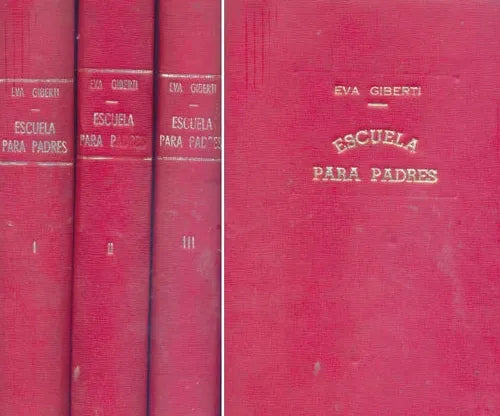 EVA GIBERTI
ESCUELA
PARA PADRES
I
EVA GIBERTI
ESCUELA
PARA PADRES
II
EVA GIBERTI
ESCUELA
PARA PADRES
III
EVA GIBERTI
ESCUELA
PARA PADRES